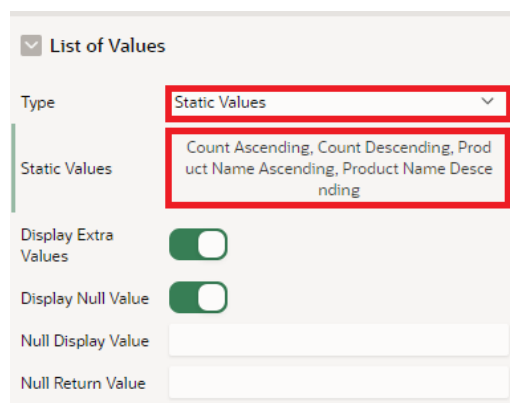 List of Values
Type
Static Values
Static Values
Count Ascending, Count Descending, Prod
uct Name Ascending, Product Name Desce
nding
Display Extra
Values
Display Null Value
Null Display Value
Null Return Value